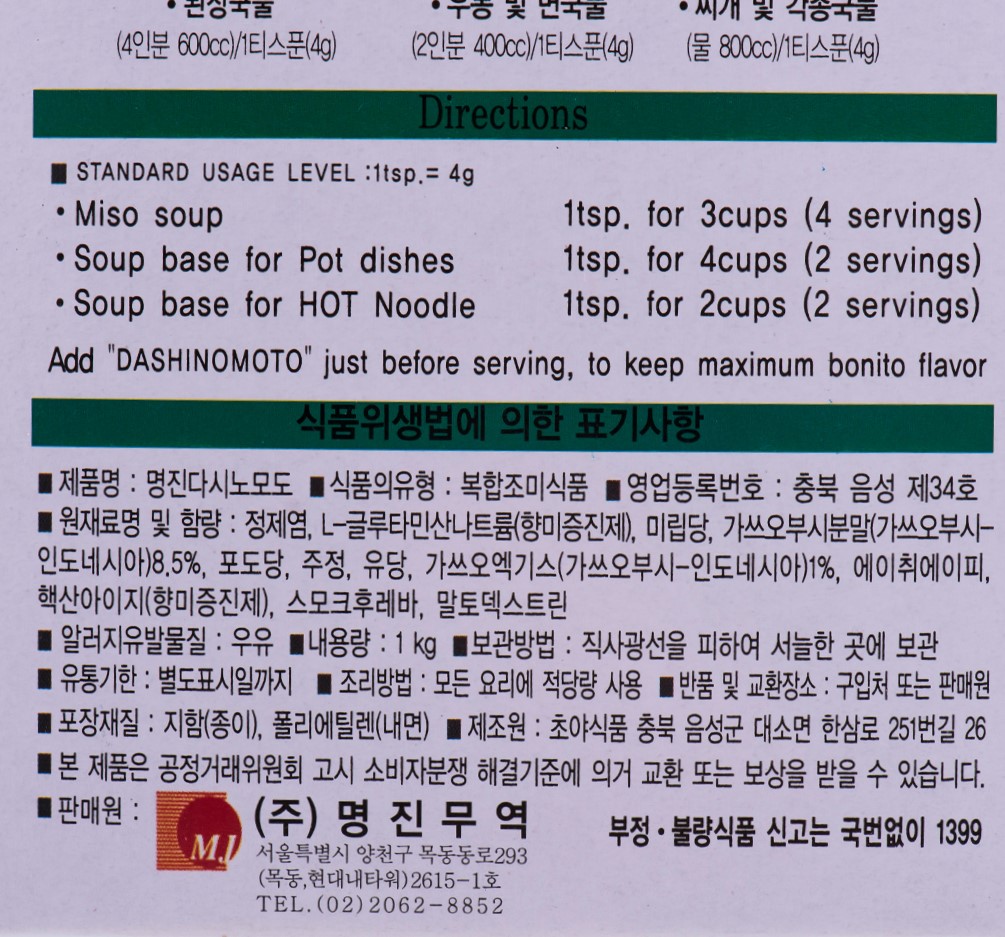 • 된장국물 • 우동 및 면국물 • 찌개 및 각종국물
(4인분 600cc)/1티스푼(4g) (2인분 400cc)/1티스푼(4g) (물 800cc)/1티스푼(4g)
Directions
■ STANDARD USAGE LEVEL :1tsp.= 4g
• Miso soup 1tsp. for 3cups (4 servings)
• Soup base for Pot dishes 1tsp. for 4cups (2 servings)
• Soup base for HOT Noodle 1tsp. for 2cups (2 servings)
Add "DASHINOMOTO" just before serving, to keep maximum bonito flavor
식품위생법에 의한 표기사항
■ 제품명 : 명진다시노모도 ■ 식품의유형 : 복합조미식품 ■ 영업등록번호 : 충북 음성 제34호
■ 원재료명 및 함량 : 정제염, L-글루타민산나트륨(향미증진제), 미립당, 가쓰오부시분말(가쓰오부시-
인도네시아)8.5%, 포도당, 주정, 유당, 가쓰오엑기스(가쓰오부시-인도네시아)1%, 에이취에이피,
핵산아이지(향미증진제), 스모크후레바, 말토덱스트린
■ 알러지유발물질 : 우유 ■내용량 : 1 kg ■보관방법 : 직사광선을 피하여 서늘한 곳에 보관
■ 유통기한 : 별도표시일까지 ■ 조리방법 : 모든 요리에 적당량 사용 ■반품 및 교환장소 : 구입처 또는 판매원
■ 포장재질 : 지함(종이), 폴리에틸렌(내면) ■ 제조원 : 초야식품 충북 음성군 대소면 한삼로 251번길 26
■ 본 제품은 공정거래위원회 고시 소비자분쟁 해결기준에 의거 교환 또는 보상을 받을 수 있습니다.
■ 판매원 : MJ (주) 명진무역
서울특별시 양천구 목동동로293
(목동,현대내타워)2615-1호
TEL.(02)2062-8852
부정·불량식품 신고는 국번없이 1399